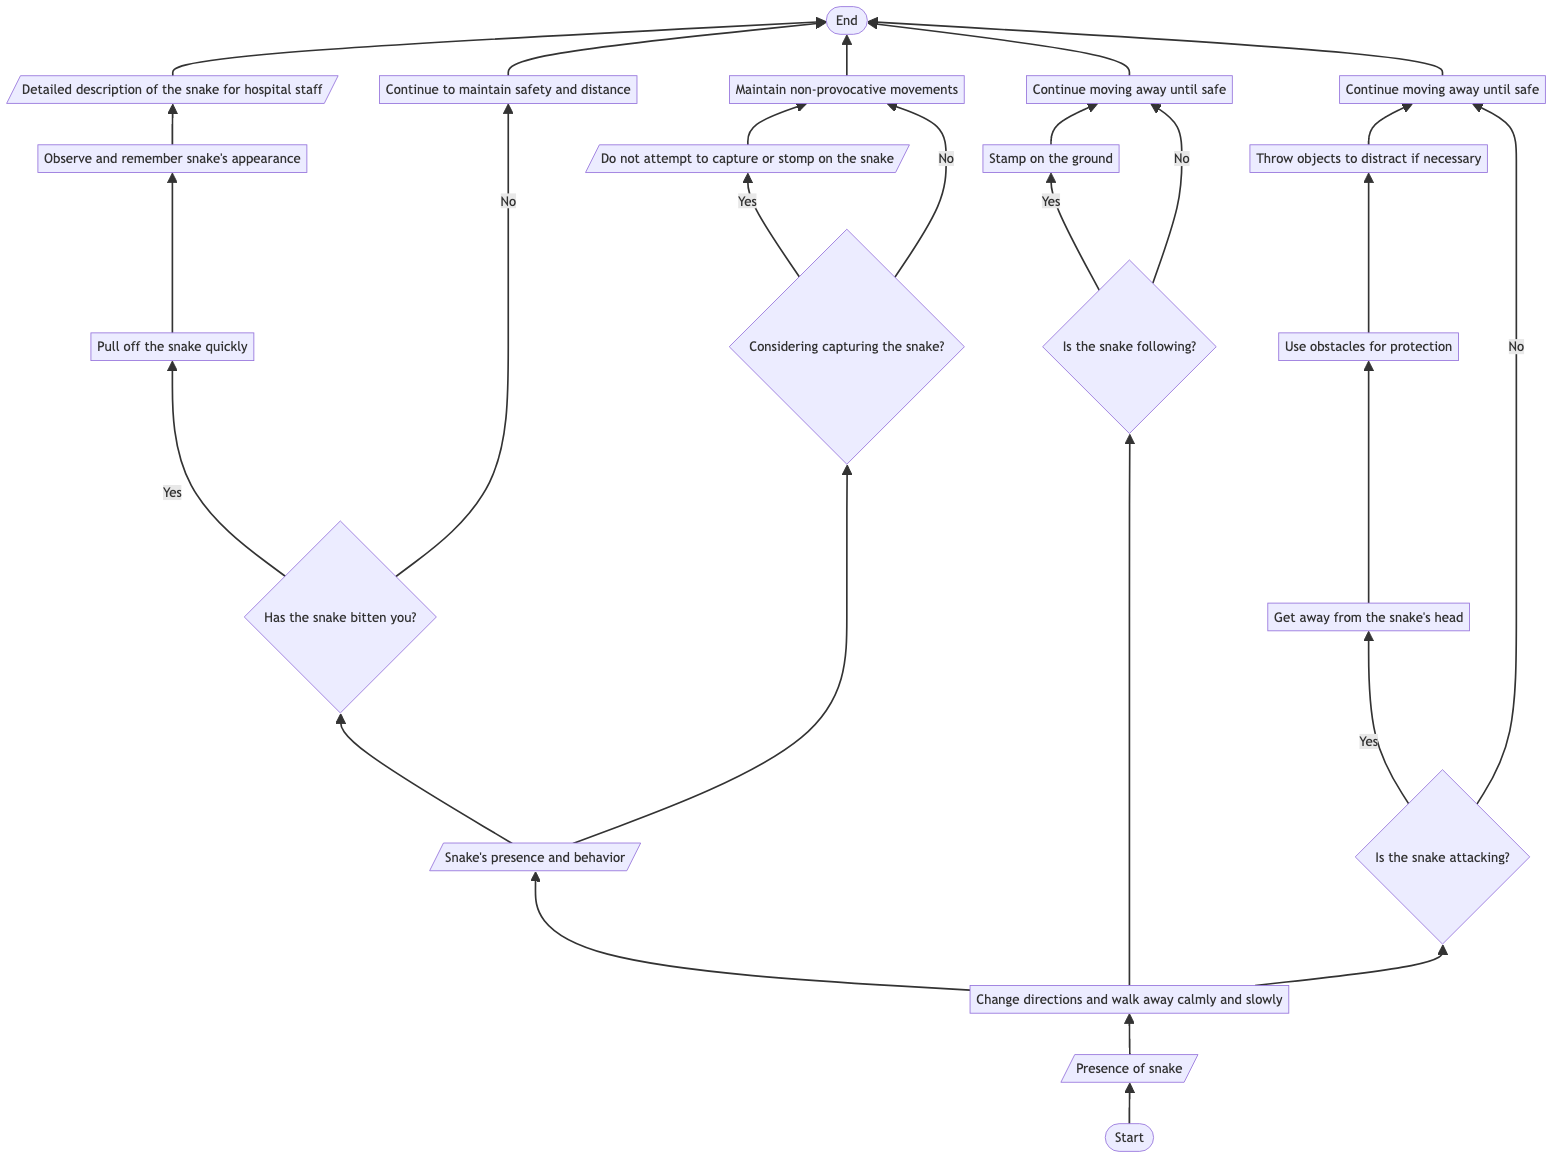 End
Detailed description of the snake for hospital staff
Continue to maintain safety and distance
Maintain non-provocative movements
Continue moving away until safe
Continue moving away until safe
Observe and remember snake's appearance
Do not attempt to capture or stomp on the snake
Stamp on the ground
Throw objects to distract if necessary
No
No
No
Yes
Yes
Pull off the snake quickly
Considering capturing the snake?
Is the snake following?
Use obstacles for protection
No
Yes
Has the snake bitten you?
Get away from the snake's head
Yes
Snake's presence and behavior
Is the snake attacking?
Change directions and walk away calmly and slowly
Presence of snake
Start